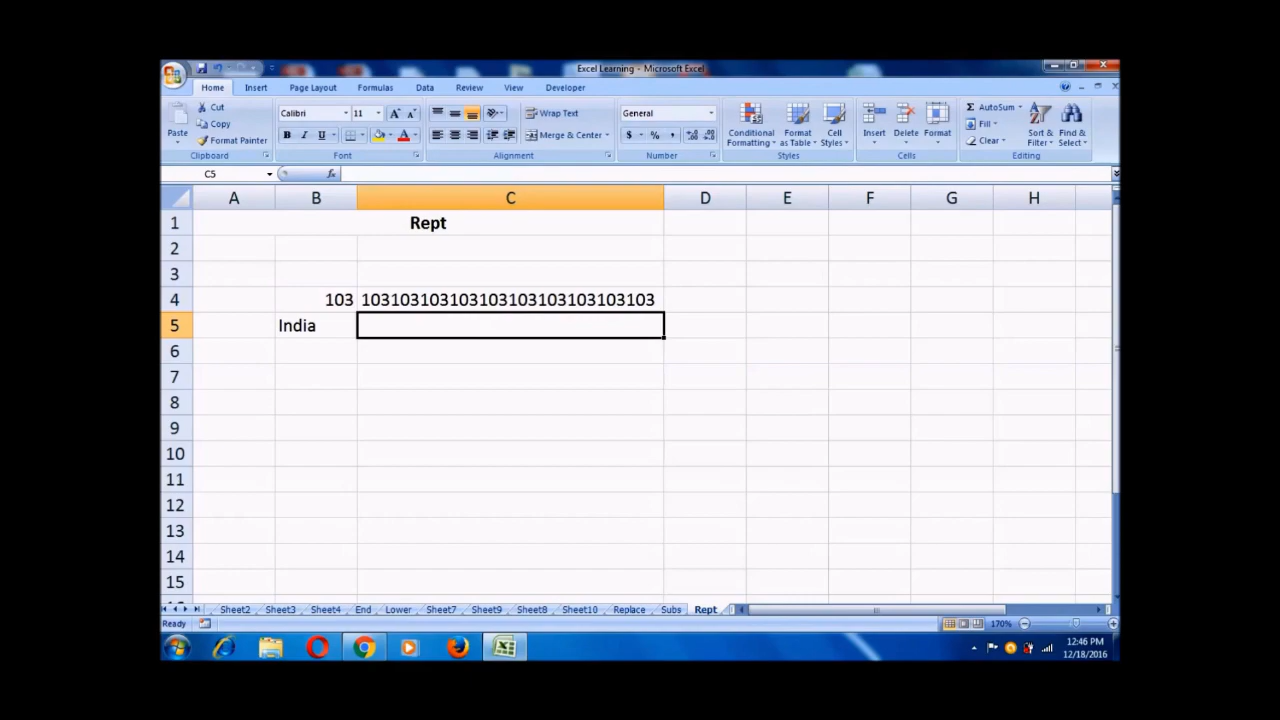 Excel Learning - Microsoft Excel
Home Insert Page Layout Formulas Data Review View Developer
Paste
Cut
Copy
Format Painter
Clipboard
Calibri 11
B I U
Font
Wrap Text
Merge & Center
Alignment
General
$ % ,
Number
Conditional Formatting
Format as Table
Cell Styles
Styles
Insert Delete Format
Cells
Σ AutoSum
Fill
Clear
Sort & Filter
Find & Select
Editing
C5 fx
A B C D E F G H
1 Rept
2
3
4 103 103103103103103103103103103103
5 India
6
7
8
9
10
11
12
13
14
15
Sheet2 Sheet3 Sheet4 End Lower Sheet7 Sheet9 Sheet8 Sheet10 Replace Subs Rept
Ready 170%
12:46 PM
12/18/2016